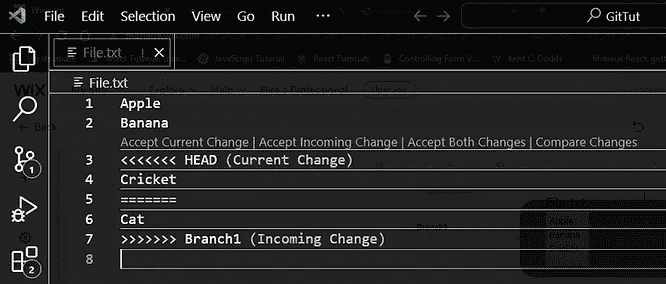 File Edit Selection View Go Run ... GitTut
File.txt ! X
File.txt
1 Apple
2 Banana
Accept Current Change | Accept Incoming Change | Accept Both Changes | Compare Changes
3 <<<<<<< HEAD (Current Change)
4 Cricket
5 =======
6 Cat
7 >>>>>>> Branch1 (Incoming Change)
8
1
2